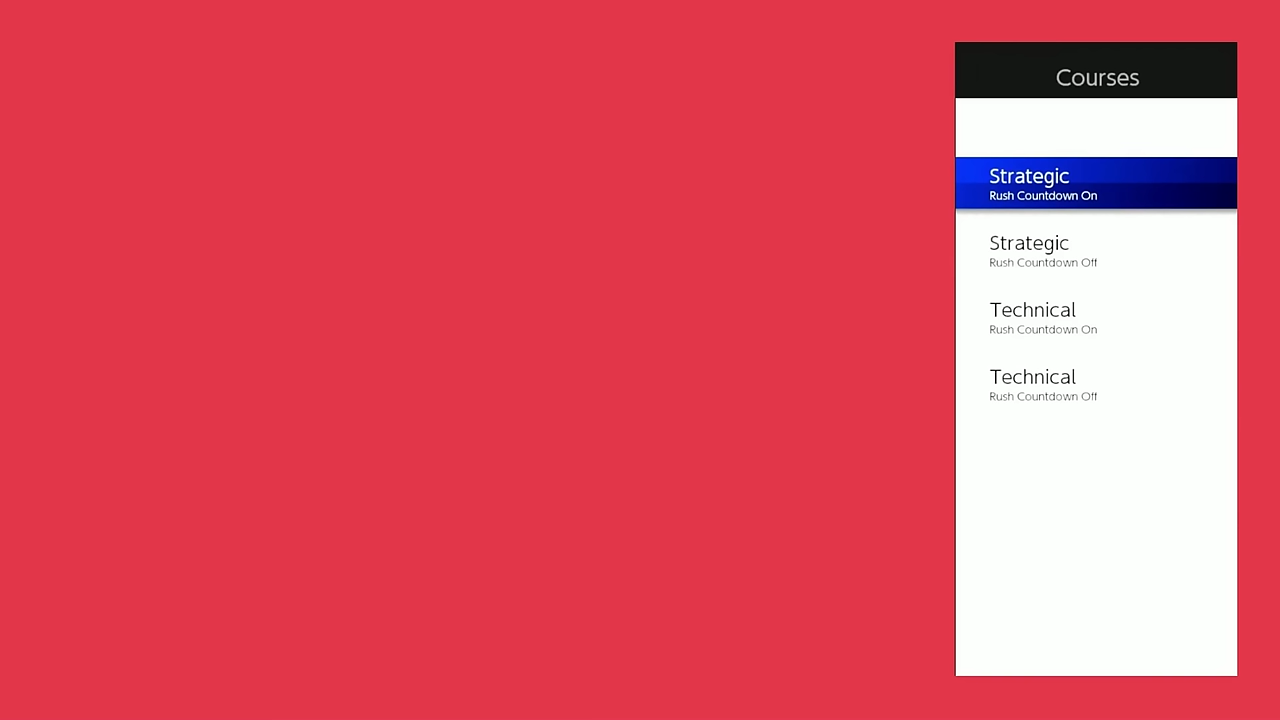 Courses
Strategic
Rush Countdown On
Strategic
Rush Countdown Off
Technical
Rush Countdown On
Technical
Rush Countdown Off